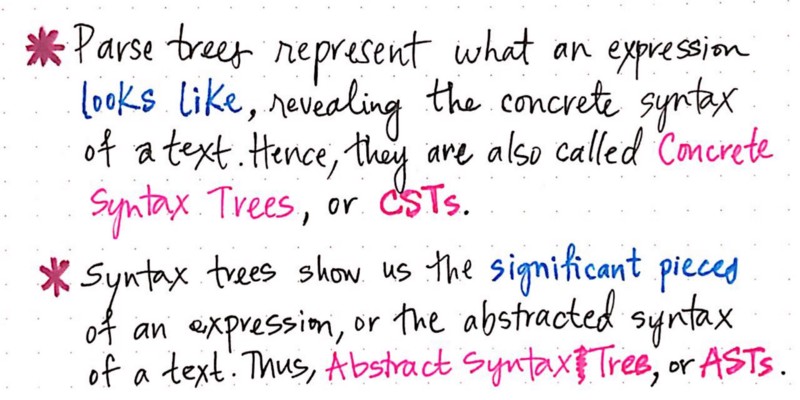 * Parse trees represent what an expression
looks like, revealing the concrete syntax
of a text. Hence, they are also called Concrete
Syntax Trees, or CSTs.
* Syntax trees show us the significant pieces
of an expression, or the abstracted syntax
of a text. Thus, Abstract Syntax Tree, or ASTs.